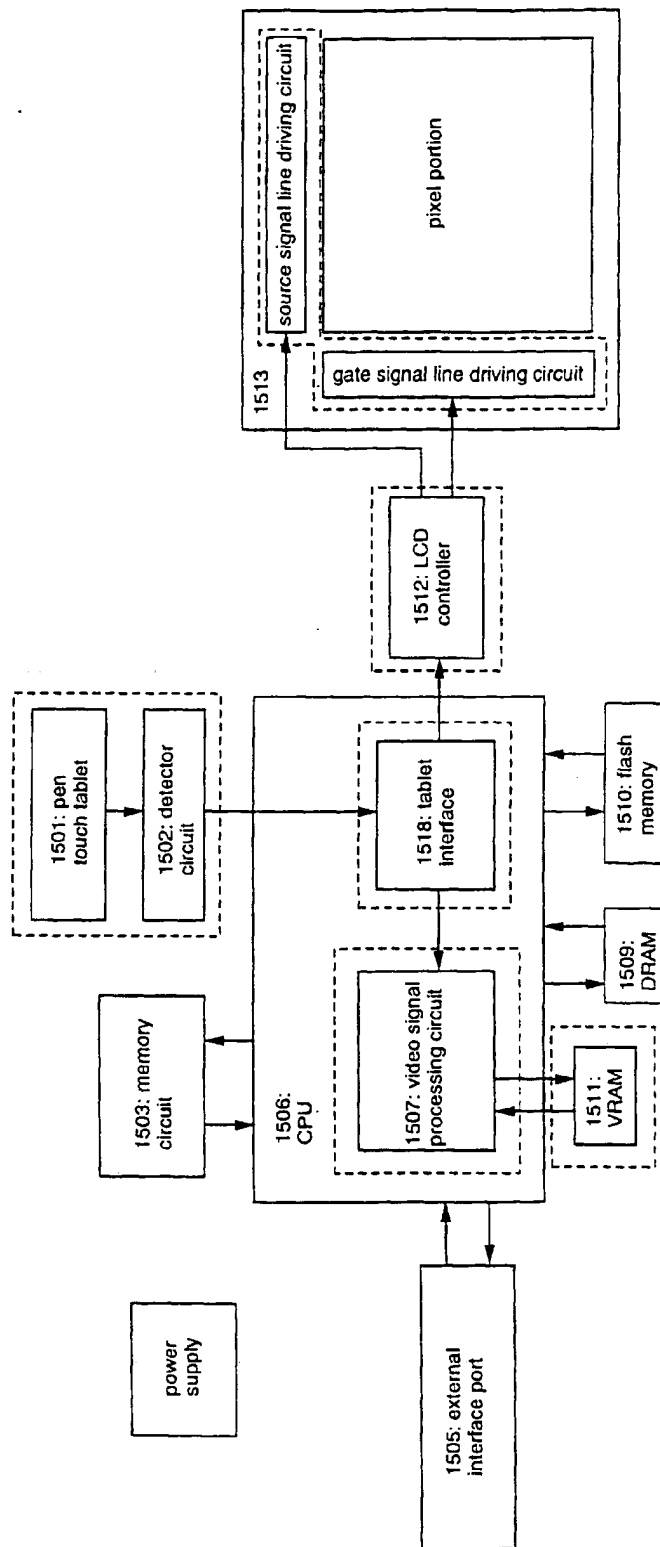 power
supply
1503: memory
circuit
1501: pen
touch tablet
1502: detector
circuit
1505: external
interface port
1506:
CPU
1507: video signal
processing circuit
1518: tablet
interface
1512: LCD
controller
1511:
VRAM
1509:
DRAM
1510: flash
memory
1513
source signal line driving circuit
gate signal line driving circuit
pixel portion